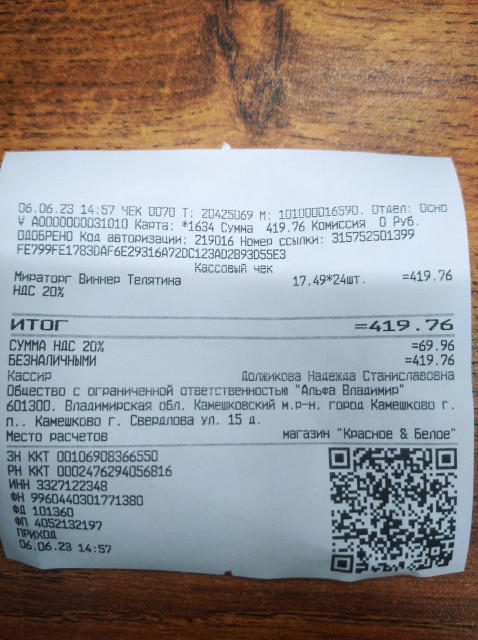 06.06.23 14:57 ЧЕК 0070 Т: 20425069 М: 101000016590. Отдел: Осно
V A0000000031010 Карта: *1634 Сумма 419.76 Комиссия 0 Руб.
ОДОБРЕНО Код авторизации: 219016 Номер ссылки: 315752501399
FE799FE1783DAF6E29316A72DC123AD2B93D55E3
Кассовый чек
Мираторг Виннер Телятина 17.49*24шт. =419.76
НДС 20%
ИТОГ =419.76
СУММА НДС 20% =69.96
БЕЗНАЛИЧНЫМИ =419.76
Кассир Должикова Надежда Станиславовна
Общество с ограниченной ответственностью "Альфа Владимир"
601300. Владимирская обл. Камешковский м.р-н. город Камешково г.
п.. Камешково г. Свердлова ул. 15 д.
Место расчетов магазин "Красное & Белое"
ЗН ККТ 00106908366550
РН ККТ 0002476294056816
ИНН 3327122348
ФН 9960440301771380
ФД 101360
ФП 4052132197
ПРИХОД
06.06.23 14:57